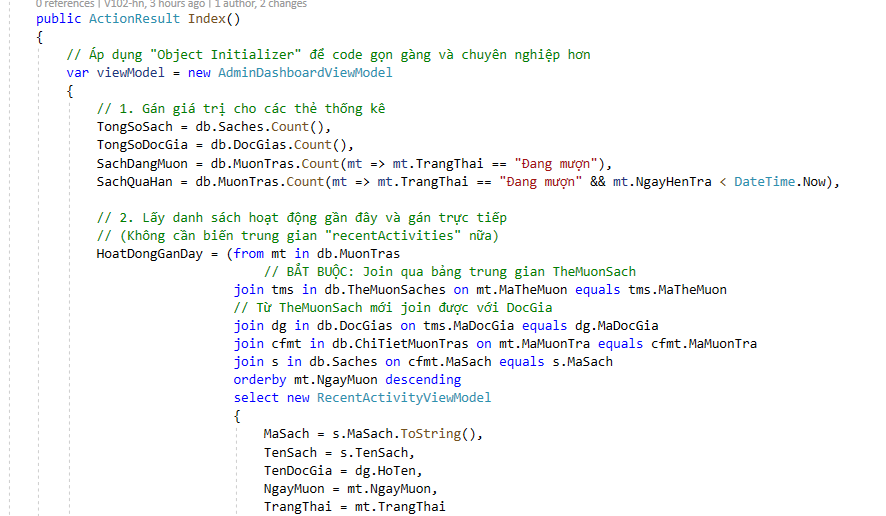 0 references | V102-hn, 3 hours ago | 1 author, 2 changes
public ActionResult Index()
{
// Áp dụng "Object Initializer" để code gọn gàng và chuyên nghiệp hơn
var viewModel = new AdminDashboardViewModel
{
// 1. Gán giá trị cho các thẻ thống kê
TongSoSach = db.Saches.Count(),
TongSoDocGia = db.DocGias.Count(),
SachDangMuon = db.MuonTras.Count(mt => mt.TrangThai == "Đang mượn"),
SachQuaHan = db.MuonTras.Count(mt => mt.TrangThai == "Đang mượn" && mt.NgayHenTra < DateTime.Now),
// 2. Lấy danh sách hoạt động gần đây và gán trực tiếp
// (Không cần biến trung gian "recentActivities" nữa)
HoatDongGanDay = (from mt in db.MuonTras
// BẮT BUỘC: Join qua bảng trung gian TheMuonSach
join tms in db.TheMuonSaches on mt.MaTheMuon equals tms.MaTheMuon
// Từ TheMuonSach mới join được với DocGia
join dg in db.DocGias on tms.MaDocGia equals dg.MaDocGia
join cfmt in db.ChiTietMuonTras on mt.MaMuonTra equals cfmt.MaMuonTra
join s in db.Saches on cfmt.MaSach equals s.MaSach
orderby mt.NgayMuon descending
select new RecentActivityViewModel
{
MaSach = s.MaSach.ToString(),
TenSach = s.TenSach,
TenDocGia = dg.HoTen,
NgayMuon = mt.NgayMuon,
TrangThai = mt.TrangThai